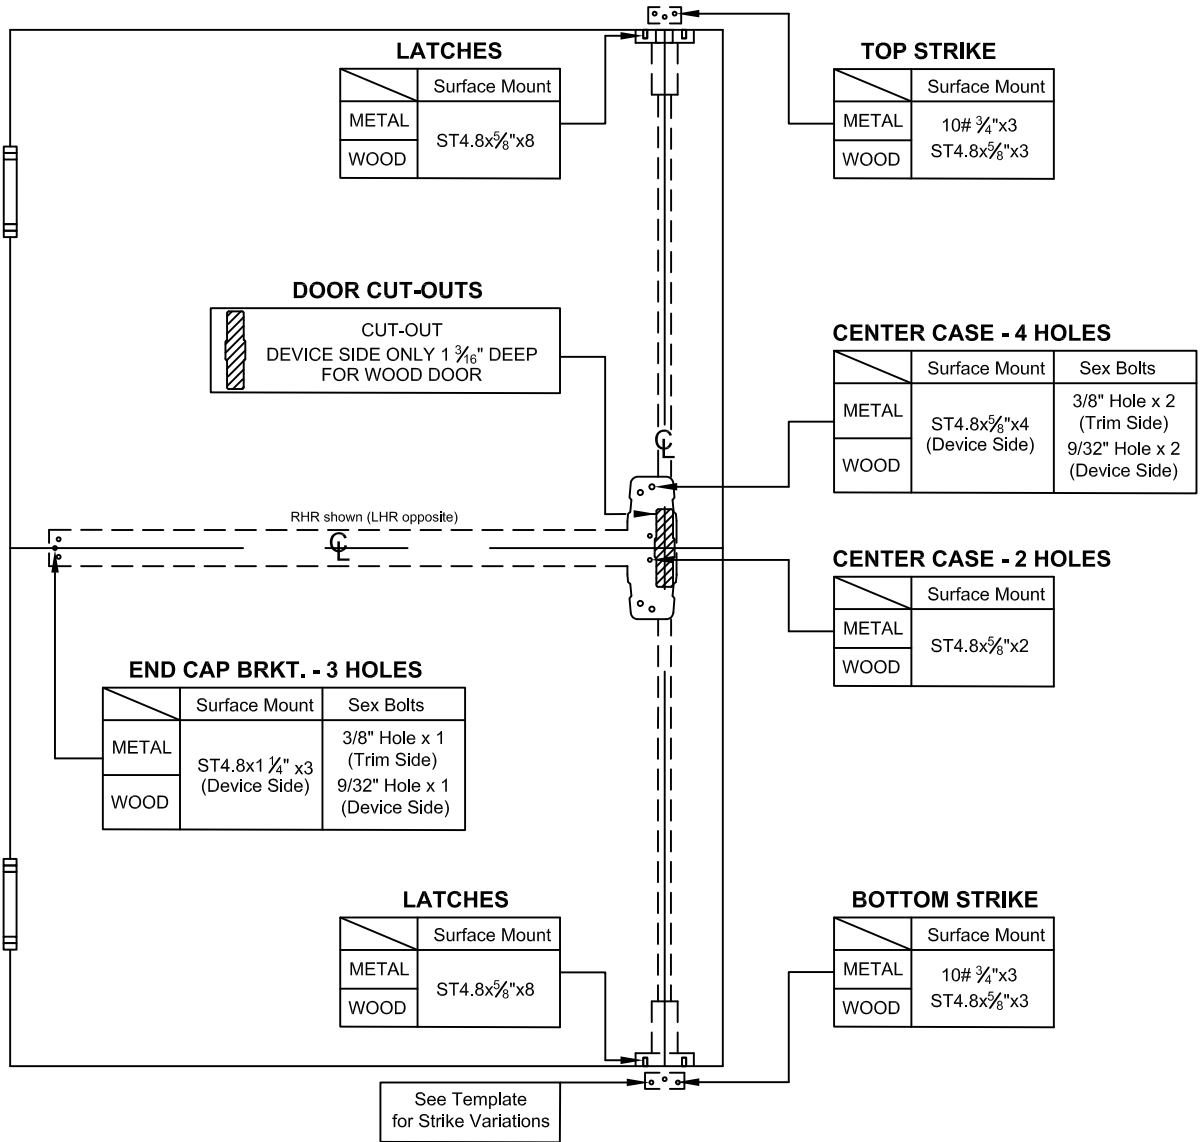 LATCHES
Surface Mount
METAL
WOOD
ST4.8x⅝"x8
TOP STRIKE
Surface Mount
METAL
WOOD
10# ¾"x3
ST4.8x⅝"x3
DOOR CUT-OUTS
CUT-OUT
DEVICE SIDE ONLY 1 3⁄16" DEEP
FOR WOOD DOOR
CENTER CASE - 4 HOLES
Surface Mount
Sex Bolts
METAL
WOOD
ST4.8x⅝"x4
(Device Side)
3/8" Hole x 2
(Trim Side)
9/32" Hole x 2
(Device Side)
CL
RHR shown (LHR opposite)
CL
CENTER CASE - 2 HOLES
Surface Mount
METAL
WOOD
ST4.8x⅝"x2
END CAP BRKT. - 3 HOLES
Surface Mount
Sex Bolts
METAL
WOOD
ST4.8x1 ¼" x3
(Device Side)
3/8" Hole x 1
(Trim Side)
9/32" Hole x 1
(Device Side)
LATCHES
Surface Mount
METAL
WOOD
ST4.8x⅝"x8
BOTTOM STRIKE
Surface Mount
METAL
WOOD
10# ¾"x3
ST4.8x⅝"x3
See Template
for Strike Variations